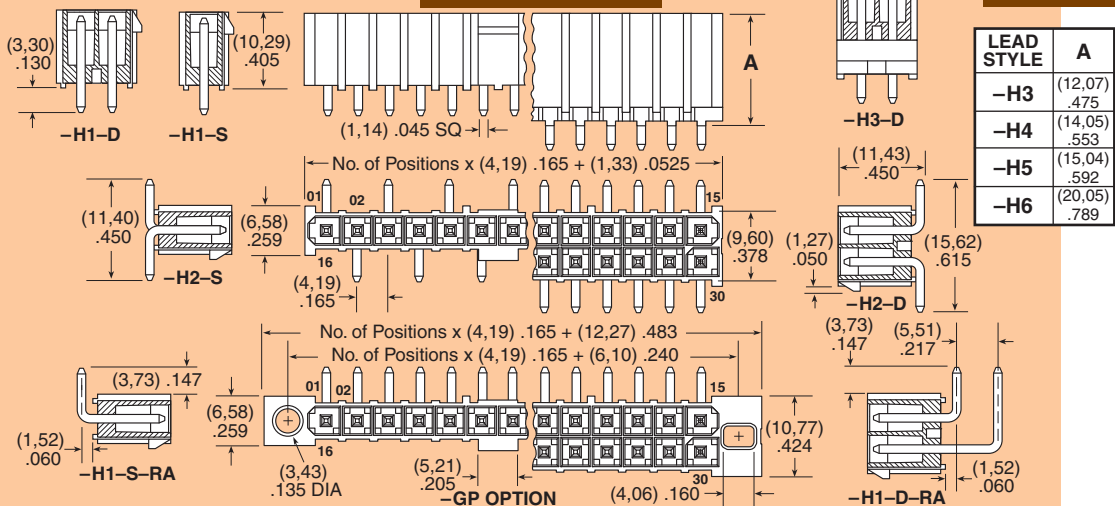 (3,30)
.130
(10,29)
.405
–H1–D
–H1–S
(1,14) .045 SQ
A
–H3–D
LEAD STYLE A
–H3 (12,07) .475
–H4 (14,05) .553
–H5 (15,04) .592
–H6 (20,05) .789
No. of Positions x (4,19) .165 + (1,33) .0525
(11,40)
.450
–H2–S
(6,58)
.259
01
02
15
16
30
(4,19)
.165
(9,60)
.378
(11,43)
.450
(1,27)
.050
(15,62)
.615
–H2–D
No. of Positions x (4,19) .165 + (12,27) .483
No. of Positions x (4,19) .165 + (6,10) .240
(3,73) .147
(1,52)
.060
–H1–S–RA
(6,58)
.259
01
02
15
16
30
(3,43)
.135 DIA
(5,21)
.205
–GP OPTION
(4,06) .160
(10,77)
.424
(3,73)
.147
(5,51)
.217
(1,52)
.060
–H1–D–RA